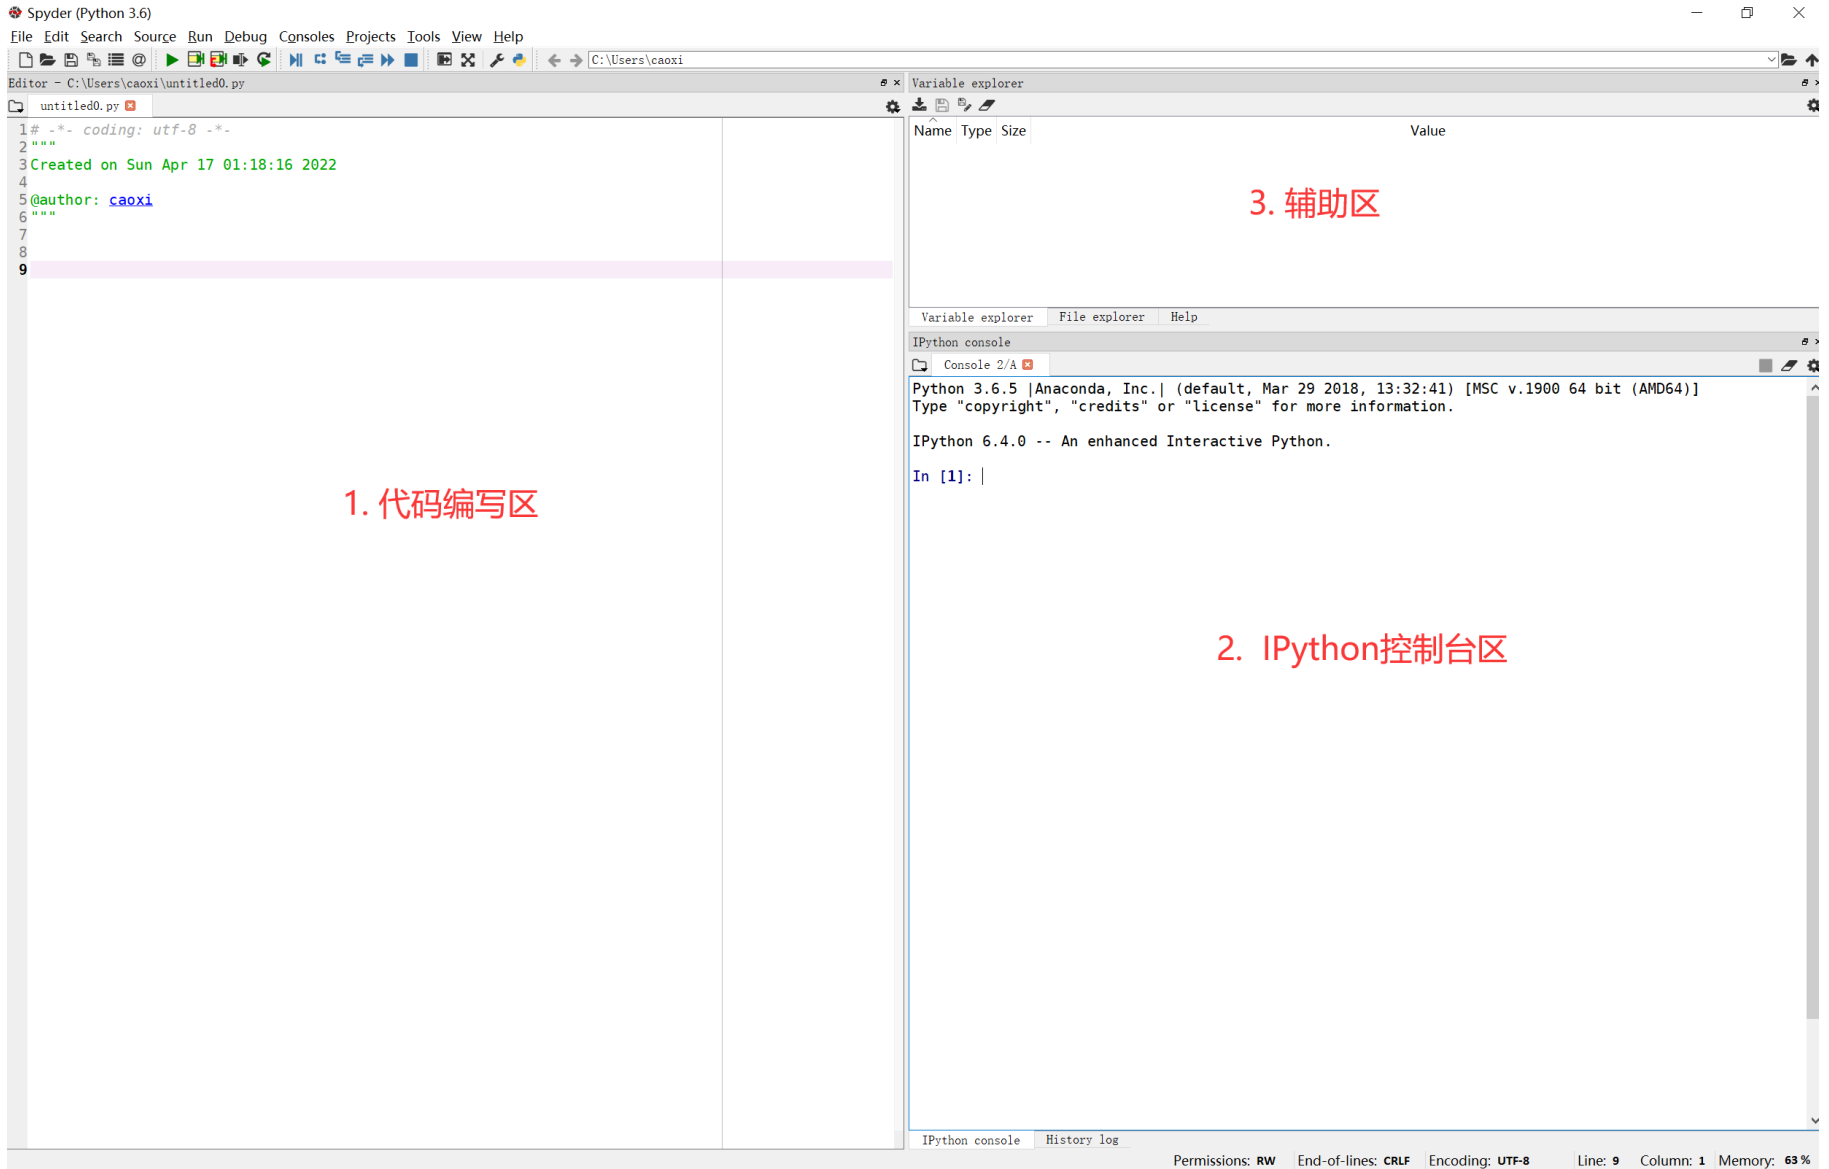 Spyder (Python 3.6)
File Edit Search Source Run Debug Consoles Projects Tools View Help
C:\Users\caoxi
Editor - C:\Users\caoxi\untitled0.py
untitled0.py
1 # -*- coding: utf-8 -*-
2 """
3 Created on Sun Apr 17 01:18:16 2022
4
5 @author: caoxi
6 """
7
8
9
1. 代码编写区
Variable explorer
Name Type Size Value
3. 辅助区
Variable explorer File explorer Help
IPython console
Console 2/A
Python 3.6.5 |Anaconda, Inc.| (default, Mar 29 2018, 13:32:41) [MSC v.1900 64 bit (AMD64)]
Type "copyright", "credits" or "license" for more information.
IPython 6.4.0 -- An enhanced Interactive Python.
In [1]:
2. IPython控制台区
IPython console History log
Permissions: RW End-of-lines: CRLF Encoding: UTF-8 Line: 9 Column: 1 Memory: 63 %